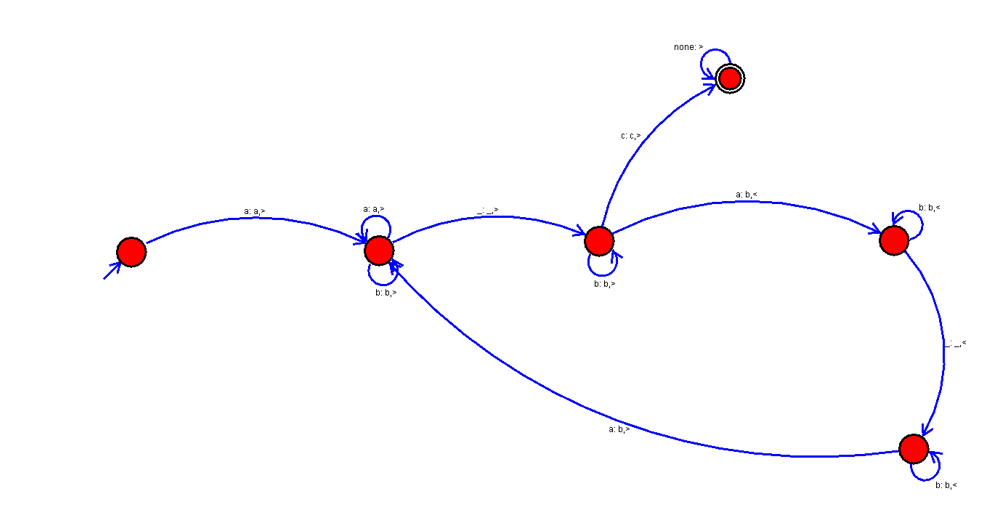 none: >
c: c,>
a: b,<
b: b,<
a: a,>
a: a,>
_: _,>
b: b,>
b: b,>
_: _,<
a: b,>
b: b,<